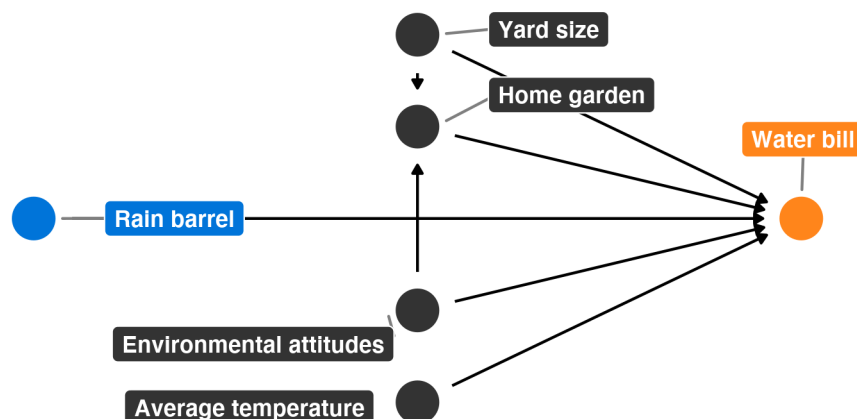 Yard size
Home garden
Water bill
Rain barrel
Environmental attitudes
Average temperature